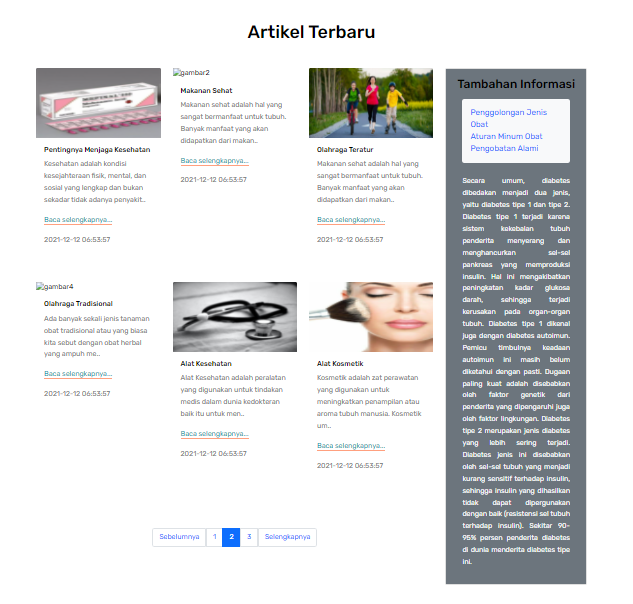 Artikel Terbaru
Pentingnya Menjaga Kesehatan
Kesehatan adalah kondisi
kesejahteraan fisik, mental, dan
sosial yang lengkap dan bukan
sekadar tidak adanya penyakit..
Baca selengkapnya...
2021-12-12 06:53:57
gambar2
Makanan Sehat
Makanan sehat adalah hal yang
sangat bermanfaat untuk tubuh.
Banyak manfaat yang akan
didapatkan dari makan..
Baca selengkapnya...
2021-12-12 06:53:57
Olahraga Teratur
Makanan sehat adalah hal yang
sangat bermanfaat untuk tubuh.
Banyak manfaat yang akan
didapatkan dari makan..
Baca selengkapnya...
2021-12-12 06:53:57
gambar4
Olahraga Tradisional
Ada banyak sekali jenis tanaman
obat tradisional atau yang biasa
kita sebut dengan obat herbal
yang ampuh me..
Baca selengkapnya...
2021-12-12 06:53:57
Alat Kesehatan
Alat Kesehatan adalah peralatan
yang digunakan untuk tindakan
medis dalam dunia kedokteran
baik itu untuk men..
Baca selengkapnya...
2021-12-12 06:53:57
Alat Kosmetik
Kosmetik adalah zat perawatan
yang digunakan untuk
meningkatkan penampilan atau
aroma tubuh manusia. Kosmetik
um..
Baca selengkapnya...
2021-12-12 06:53:57
Sebelumnya 1 2 3 Selengkapnya
Tambahan Informasi
Penggolongan Jenis
Obat
Aturan Minum Obat
Pengobatan Alami
Secera umum, diabetes
dibedakan menjadi dua jenis,
yaitu diabetes tipe 1 dan tipe 2.
Diabetes tipe 1 terjadi karena
sistem kekebalan tubuh
penderita menyerang dan
menghancurkan sel-sel
pankreas yang memproduksi
insulin. Hal ini mengakibatkan
peningkatan kadar glukosa
darah, sehingga terjadi
kerusakan pada organ-organ
tubuh. Diabetes tipe 1 dikenal
juga dengan diabetes autoimun.
Pemicu timbulnya keadaan
autoimun ini masih belum
diketahui dengan pasti. Dugaan
paling kuat adalah disebabkan
oleh faktor genetik dari
penderita yang dipengaruhi juga
oleh faktor lingkungan. Diabetes
tipe 2 merupakan jenis diabetes
yang lebih sering terjadi.
Diabetes jenis ini disebabkan
oleh sel-sel tubuh yang menjadi
kurang sensitif terhadap insulin,
sehingga insulin yang dihasilkan
tidak dapat dipergunakan
dengan baik (resistensi sel tubuh
terhadap insulin). Sekitar 90-
95% persen penderita diabetes
di dunia menderita diabetes tipe
ini.